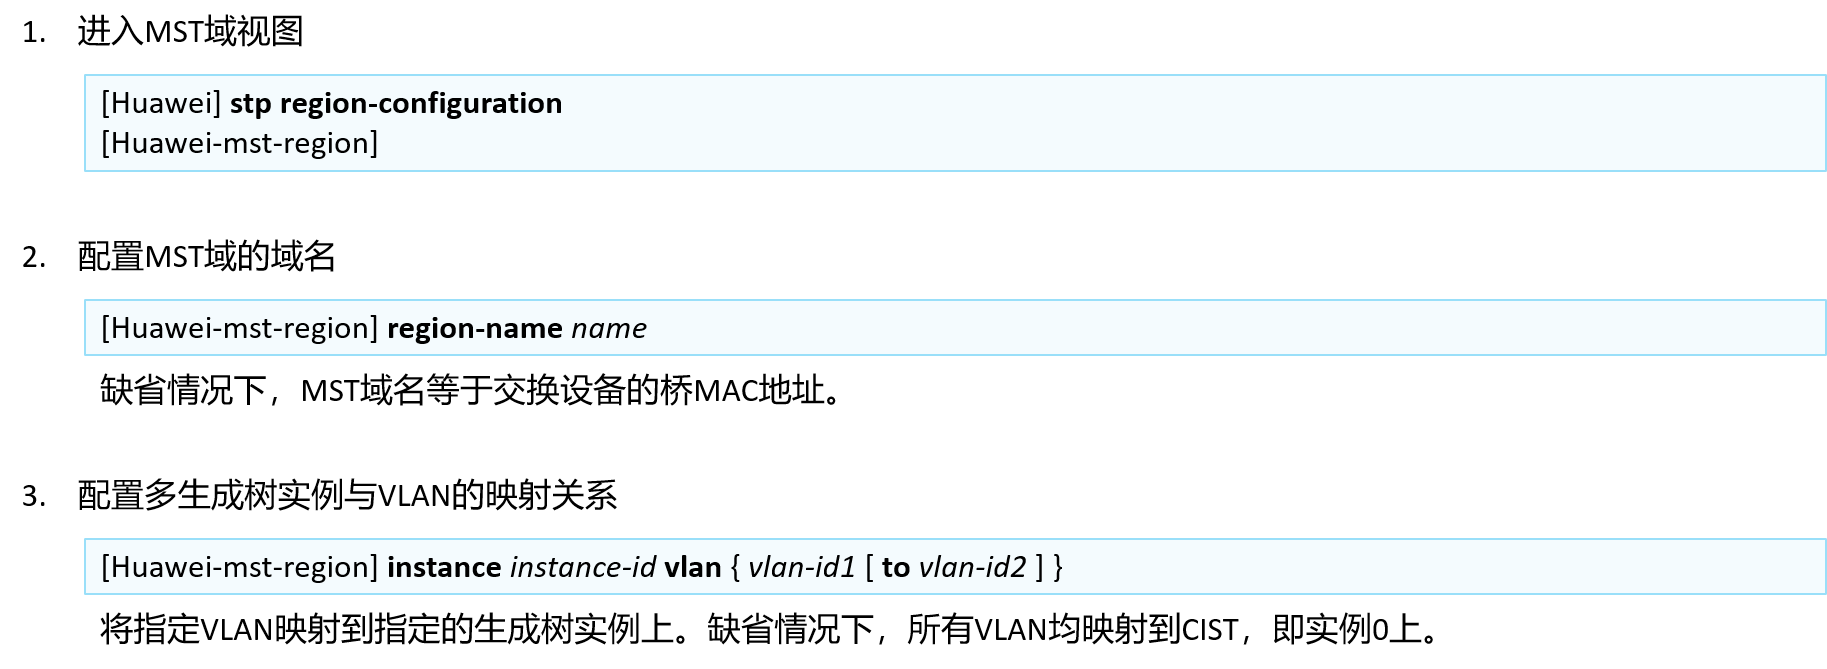 1. 进入MST域视图
[Huawei] stp region-configuration
[Huawei-mst-region]
2. 配置MST域的域名
[Huawei-mst-region] region-name name
缺省情况下，MST域名等于交换设备的桥MAC地址。
3. 配置多生成树实例与VLAN的映射关系
[Huawei-mst-region] instance instance-id vlan { vlan-id1 [ to vlan-id2 ] }
将指定VLAN映射到指定的生成树实例上。缺省情况下，所有VLAN均映射到CIST，即实例0上。